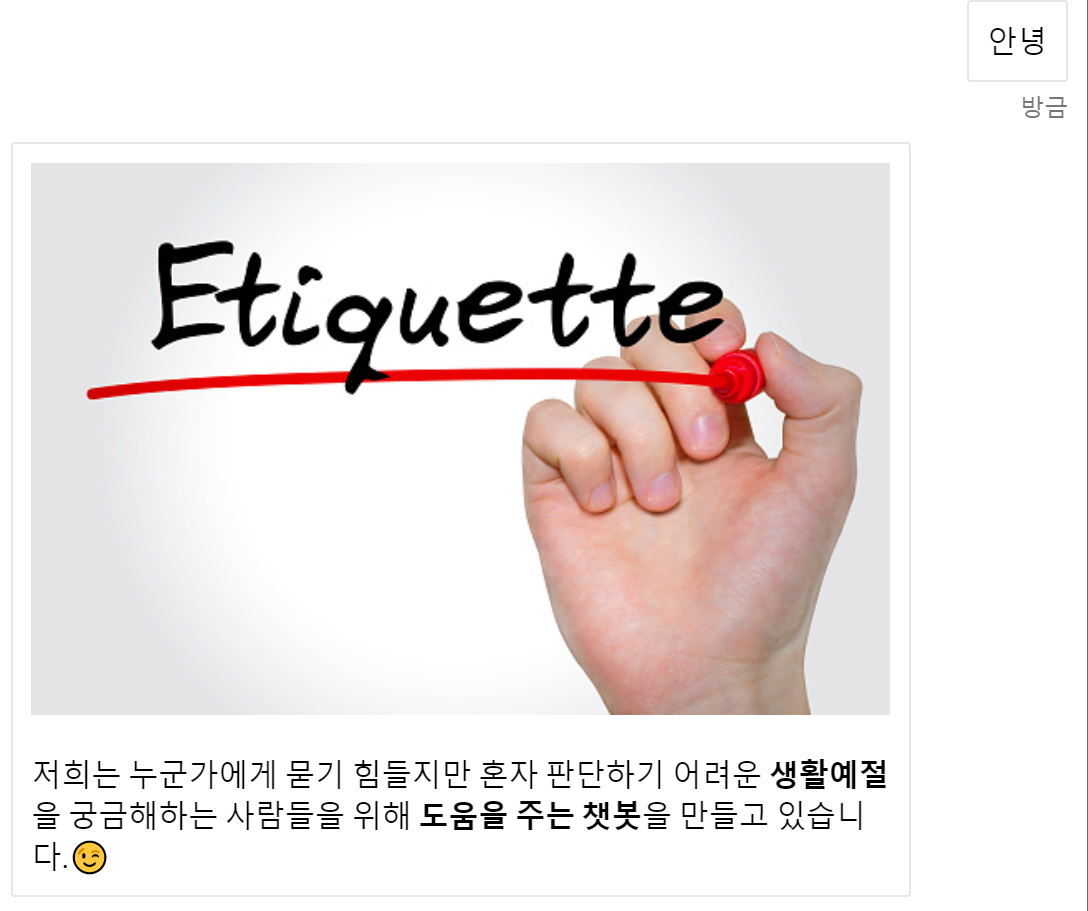 안녕
방금
Etiquette
저희는 누군가에게 묻기 힘들지만 혼자 판단하기 어려운 생활예절
을 궁금해하는 사람들을 위해 도움을 주는 챗봇을 만들고 있습니
다.😉